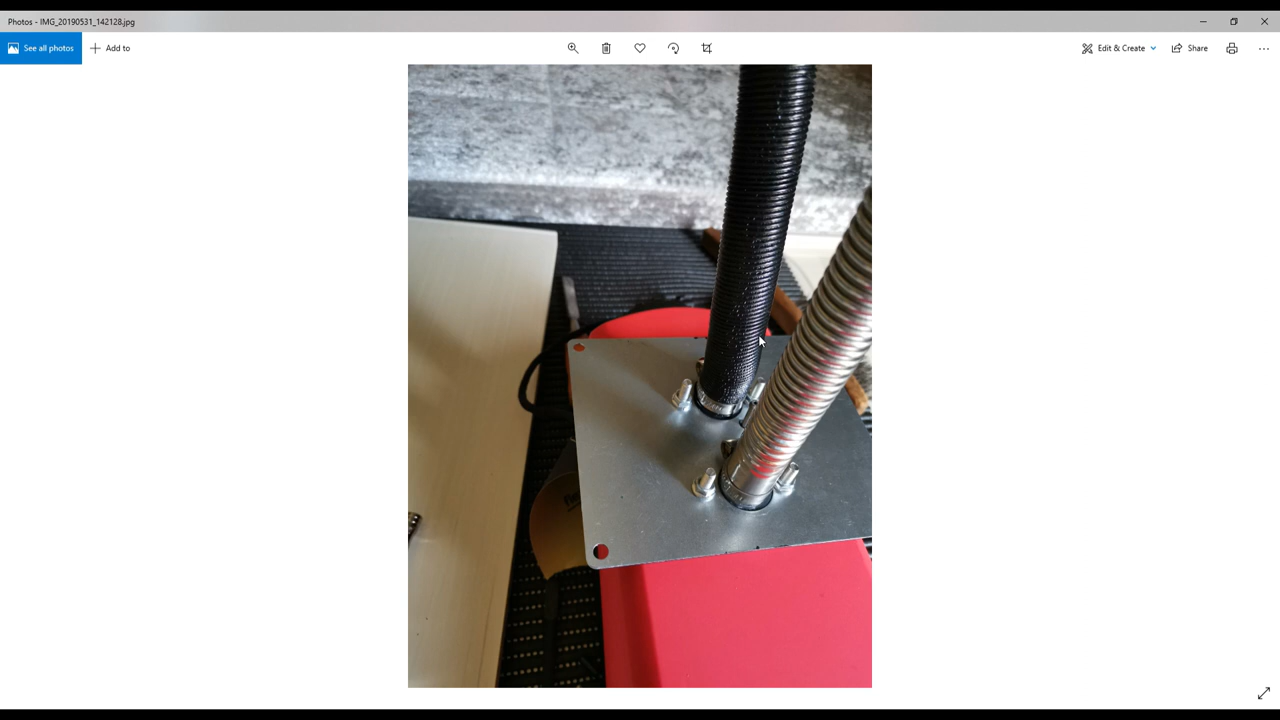 Photos - IMG_20190531_142128.jpg
See all photos
Add to
Edit & Create
Share